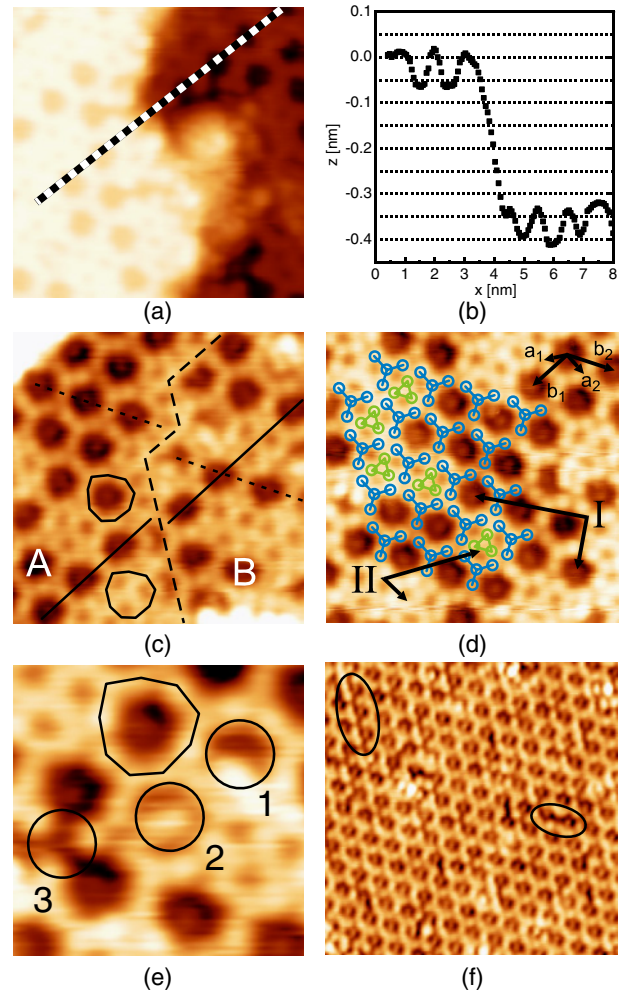 0.1
0.0
-0.1
-0.2
-0.3
-0.4
z [nm]
0 1 2 3 4 5 6 7 8
x [nm]
(a)
(b)
A
B
(c)
a1
b2
b1
a2
I
II
(d)
1
2
3
(e)
(f)